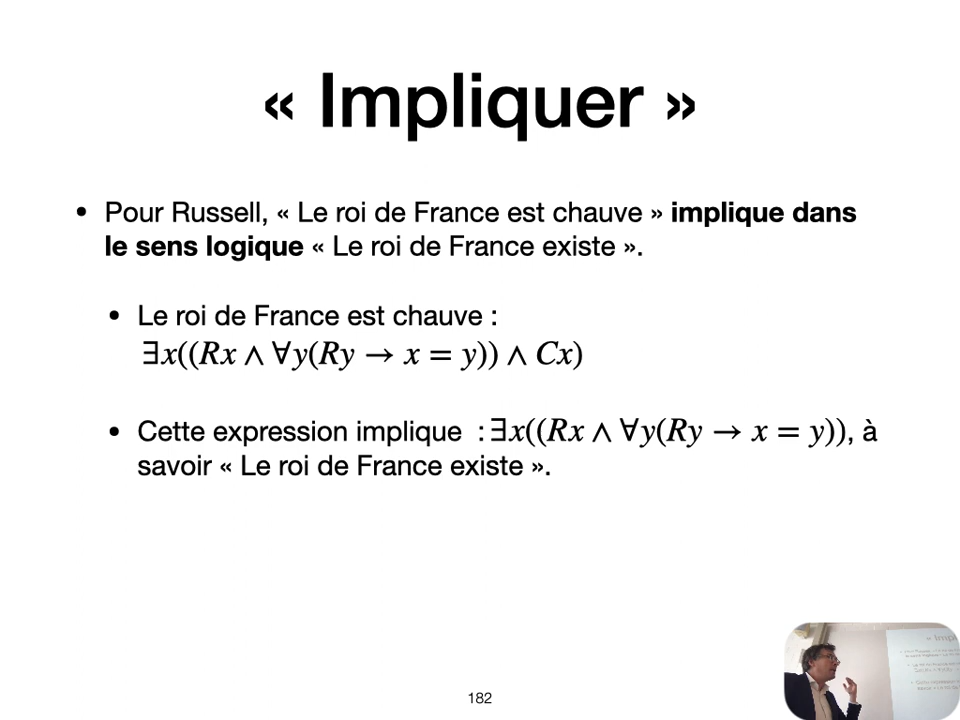 « Impliquer »
• Pour Russell, « Le roi de France est chauve » implique dans
le sens logique « Le roi de France existe ».
• Le roi de France est chauve :
∃x((Rx ∧ ∀y(Ry → x = y)) ∧ Cx)
• Cette expression implique : ∃x((Rx ∧ ∀y(Ry → x = y)), à
savoir « Le roi de France existe ».
182